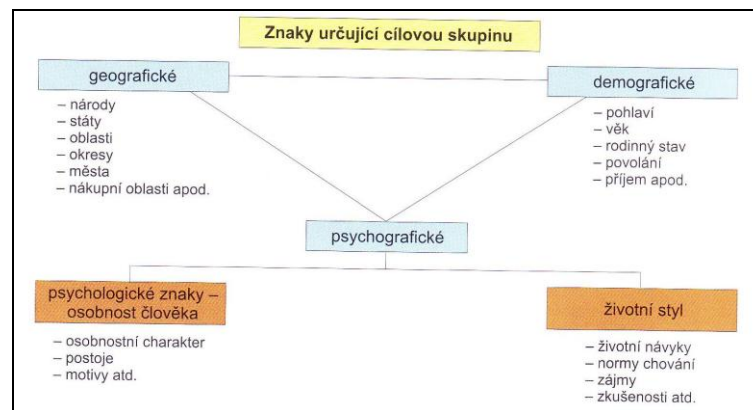 Znaky určující cílovou skupinu
geografické
– národy
– státy
– oblasti
– okresy
– města
– nákupní oblasti apod.
demografické
– pohlaví
– věk
– rodinný stav
– povolání
– příjem apod.
psychografické
psychologické znaky –
osobnost člověka
– osobnostní charakter
– postoje
– motivy atd.
životní styl
– životní návyky
– normy chování
– zájmy
– zkušenosti atd.